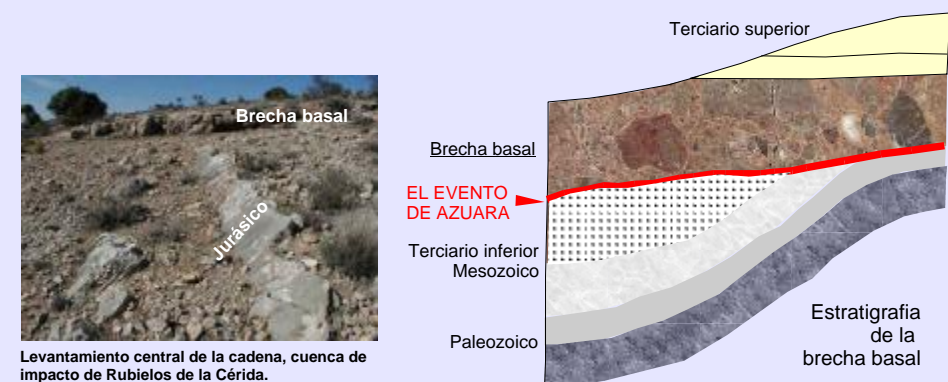 Brecha basal
Jurásico
Levantamiento central de la cadena, cuenca de
impacto de Rubielos de la Cérida.
Terciario superior
Brecha basal
EL EVENTO
DE AZUARA
Terciario inferior
Mesozoico
Paleozoico
Estratigrafia
de la
brecha basal